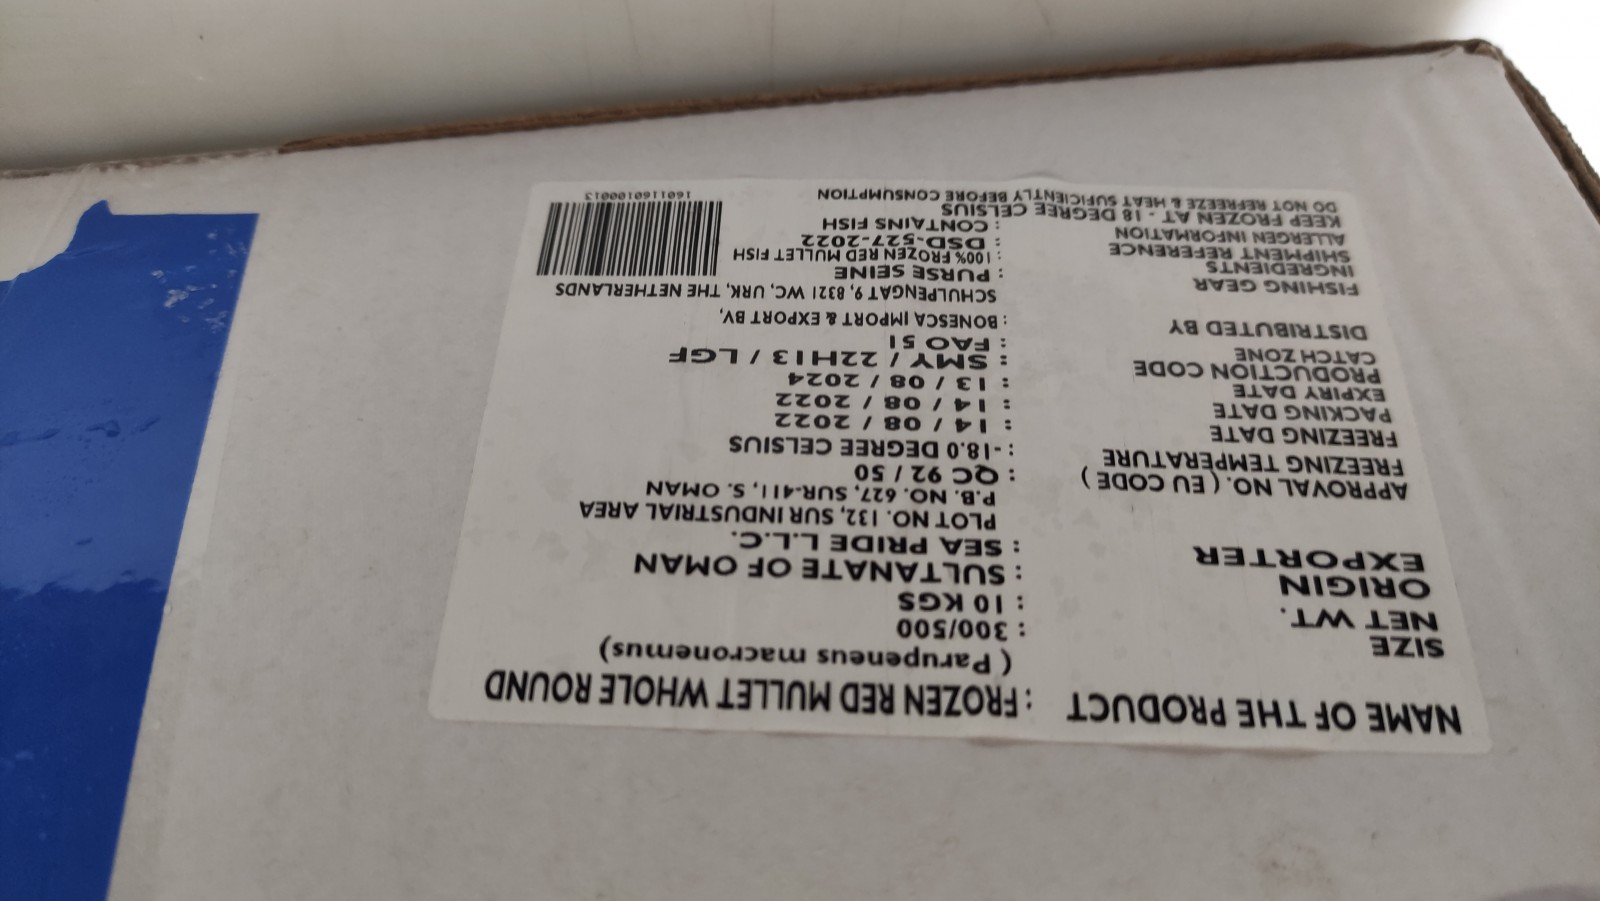 NAME OF THE PRODUCT : FROZEN RED MULLET WHOLE ROUND
( Parupeneus macronemus)
SIZE : 300/500
NET WT. : 10 KGS
ORIGIN : SULTANATE OF OMAN
EXPORTER : SEA PRIDE L.L.C.
PLOT NO. 132, SUR INDUSTRIAL AREA
P.B. NO. 627, SUR-411, S. OMAN
APPROVAL NO. ( EU CODE ) : QC 92 / 50
FREEZING TEMPERATURE : -18.0 DEGREE CELSIUS
FREEZING DATE : 14 / 08 / 2022
PACKING DATE : 14 / 08 / 2022
EXPIRY DATE : 13 / 08 / 2024
PRODUCTION CODE : SMY / 22H13 / LGF
CATCH ZONE : FAO 51
DISTRIBUTED BY : BONESCA IMPORT & EXPORT BV,
SCHULPENGAT 9, 8321 WC, URK, THE NETHERLANDS
FISHING GEAR : PURSE SEINE
INGREDIENTS : 100% FROZEN RED MULLET FISH
SHIPMENT REFERENCE : DSD-527-2022
ALLERGEN INFORMATION : CONTAINS FISH
KEEP FROZEN AT - 18 DEGREE CELSIUS
DO NOT REFREEZE & HEAT SUFICIENTLY BEFORE CONSUMPTION
1601160100013